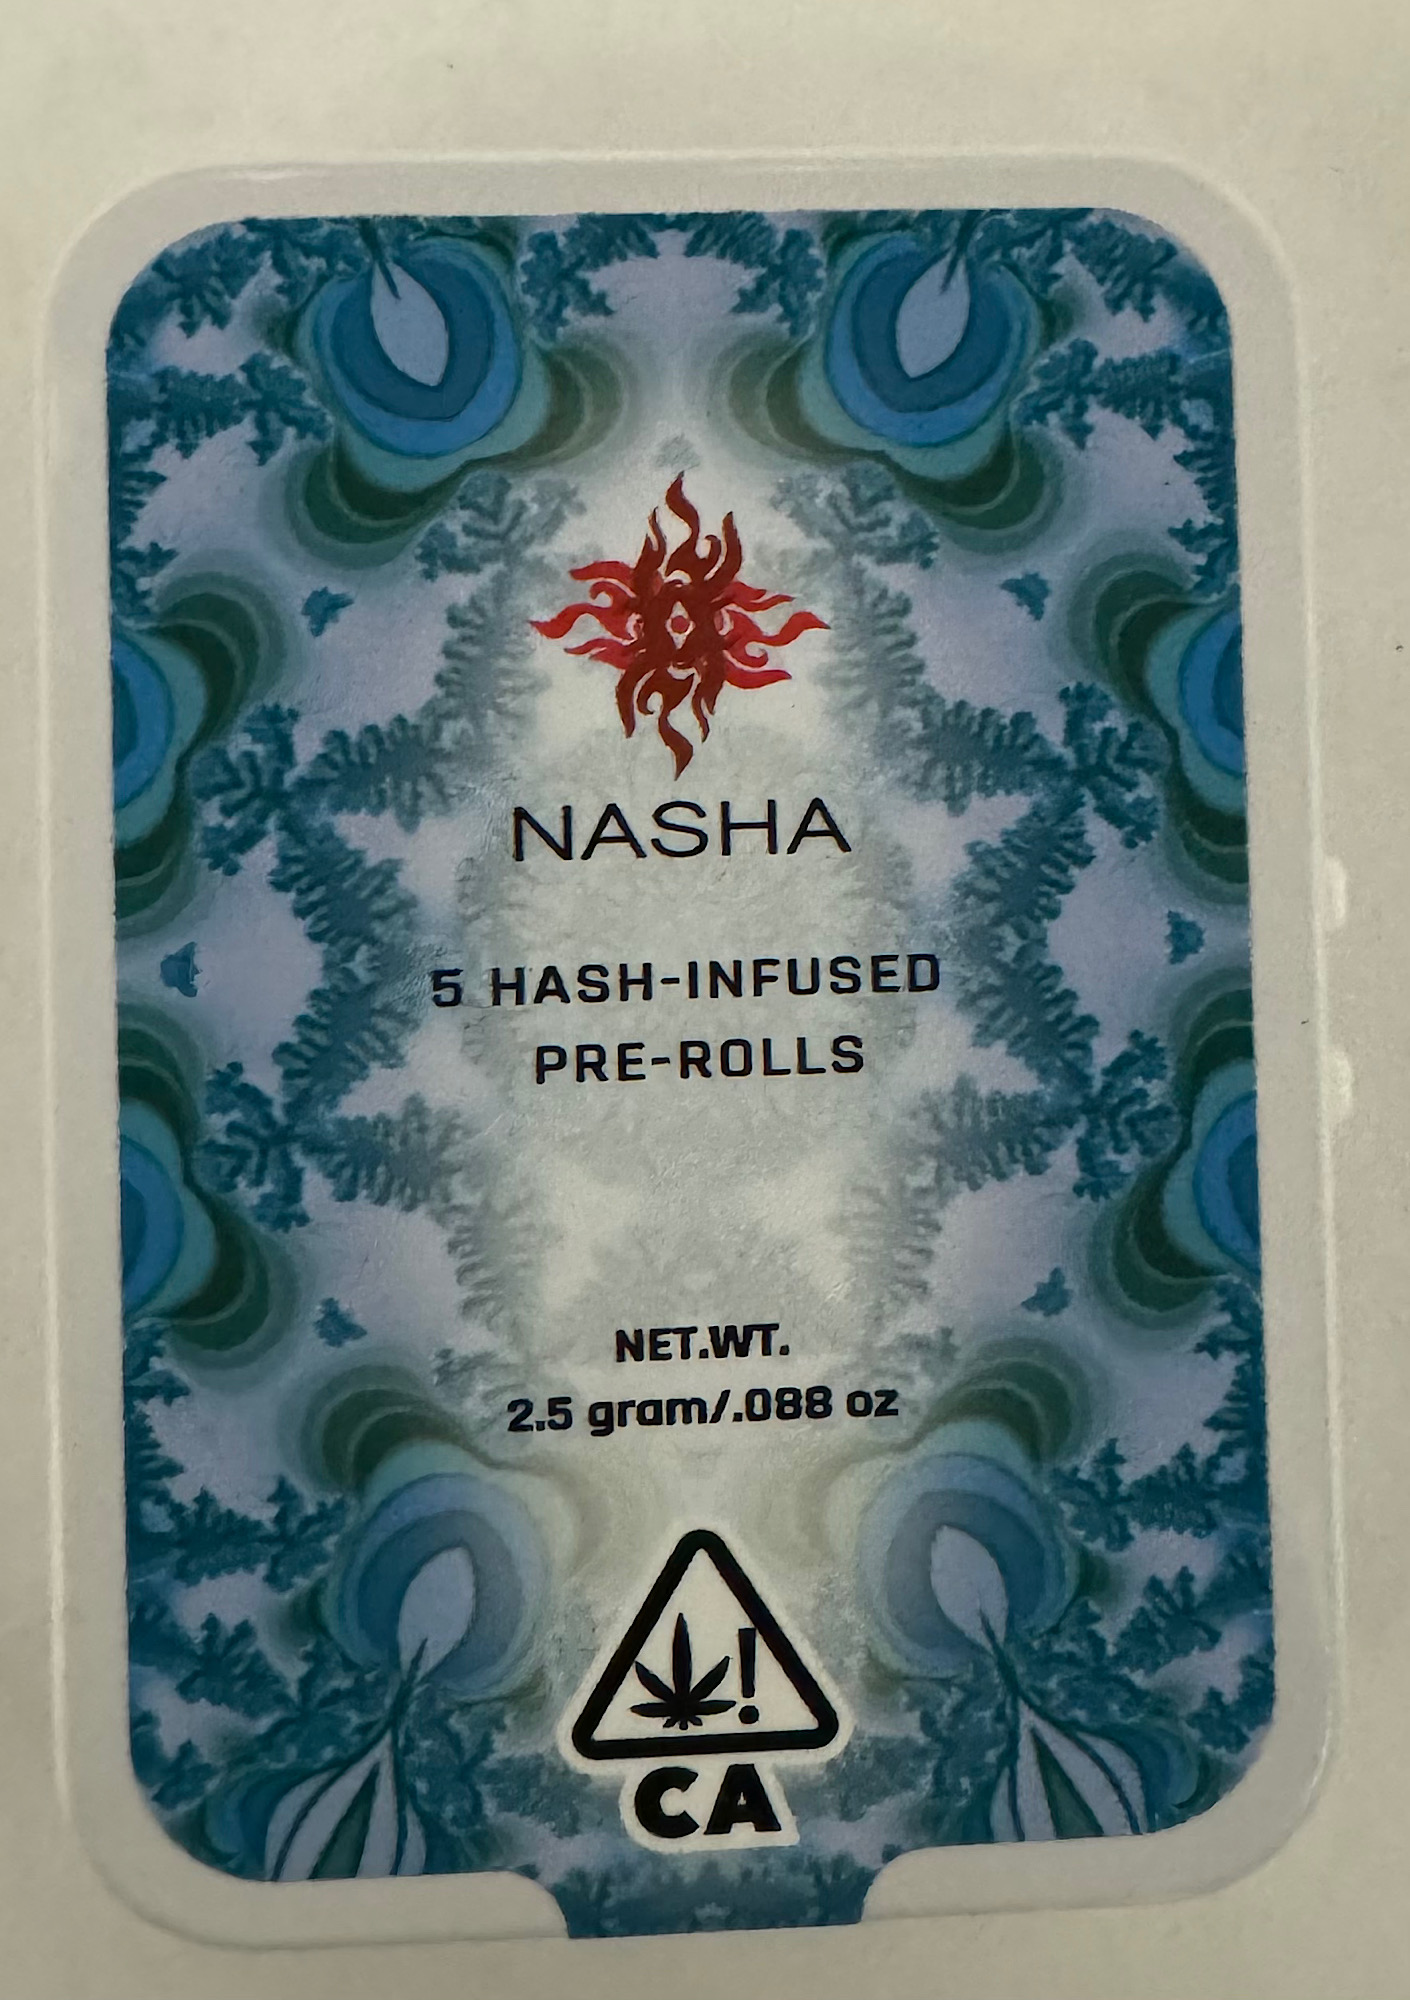 NASHA
5 HASH-INFUSED
PRE-ROLLS
NET.WT.
2.5 gram/.088 oz
!
CA